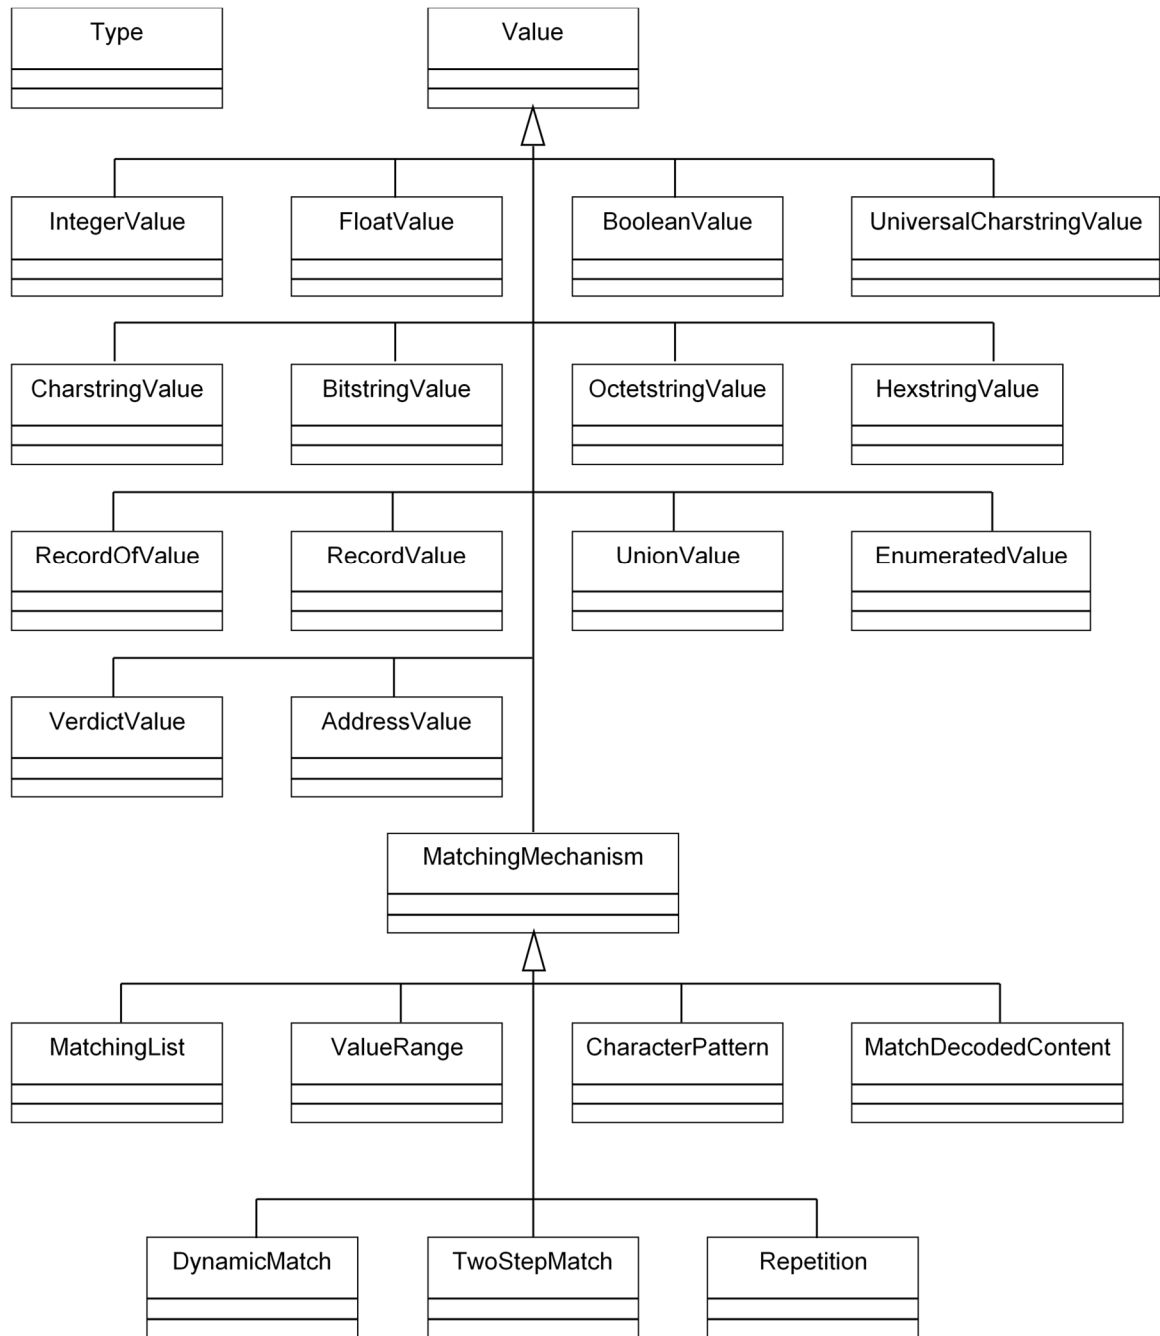 Type
Value
IntegerValue
FloatValue
BooleanValue
UniversalCharstringValue
CharstringValue
BitstringValue
OctetstringValue
HexstringValue
RecordOfValue
RecordValue
UnionValue
EnumeratedValue
VerdictValue
AddressValue
MatchingMechanism
MatchingList
ValueRange
CharacterPattern
MatchDecodedContent
DynamicMatch
TwoStepMatch
Repetition